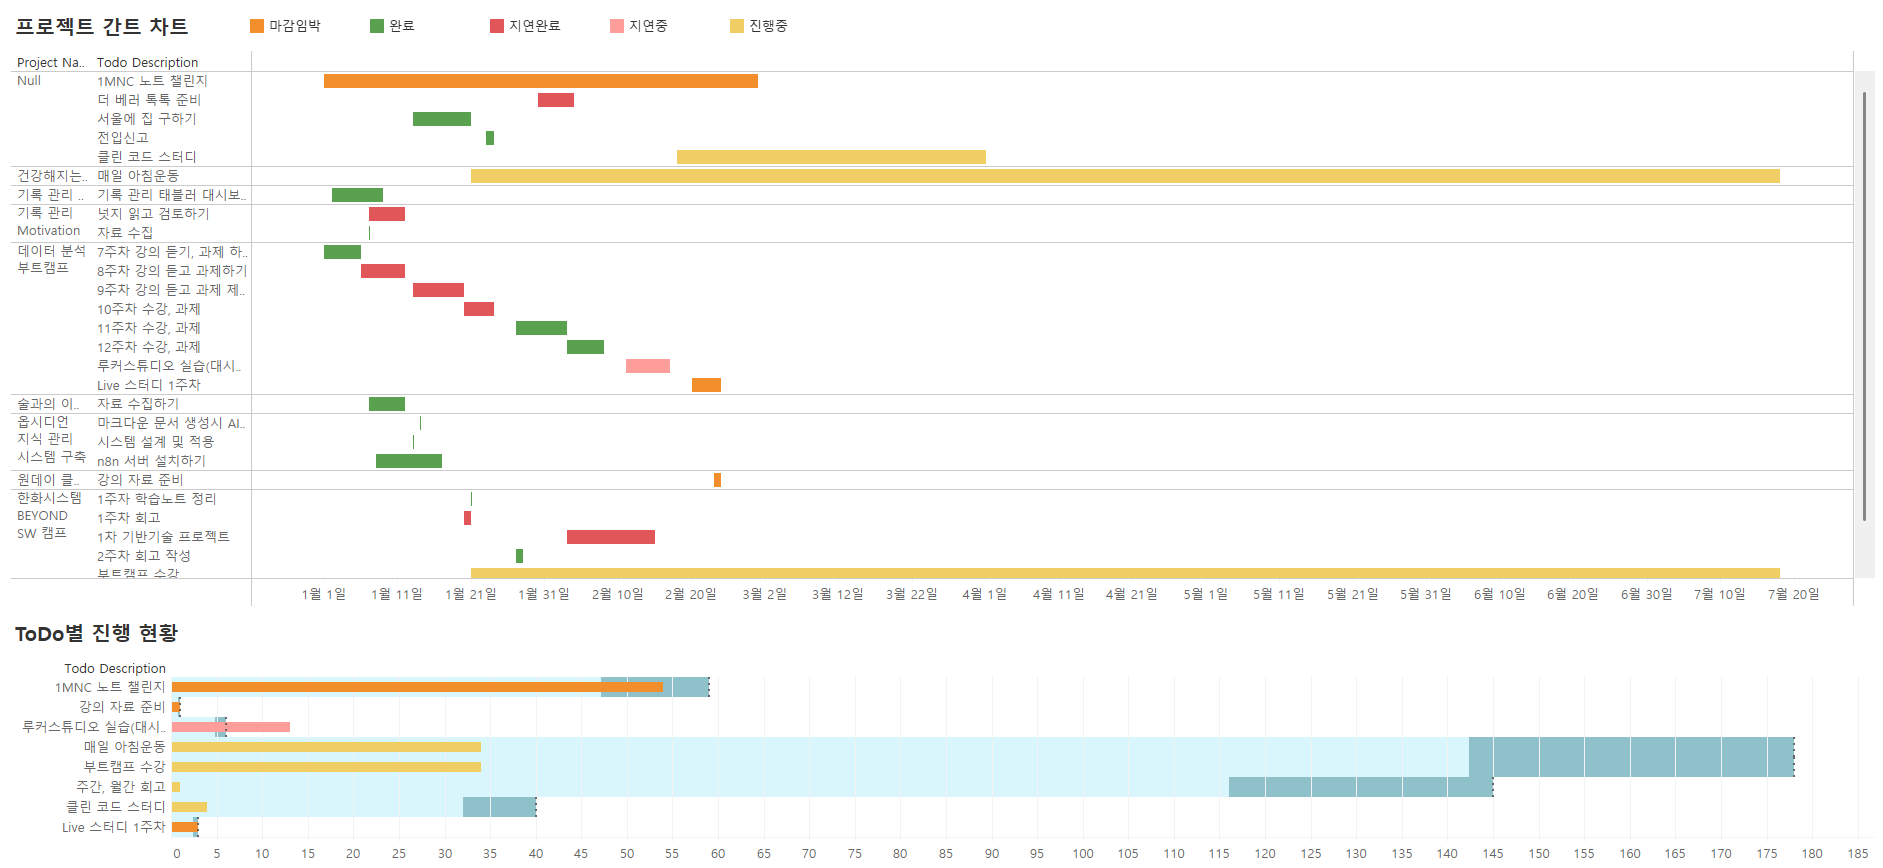 프로젝트 간트 차트
마감임박 완료 지연완료 지연중 진행중
Project Na.. Todo Description
Null 1MNC 노트 챌린지
더 베러 톡톡 준비
서울에 집 구하기
전입신고
클린 코드 스터디
건강해지는.. 매일 아침운동
기록 관리 .. 기록 관리 태블러 대시보..
기록 관리 넛지 읽고 검토하기
Motivation 자료 수집
데이터 분석 7주차 강의 듣기, 과제 하..
부트캠프 8주차 강의 듣고 과제하기
9주차 강의 듣고 과제 제..
10주차 수강, 과제
11주차 수강, 과제
12주차 수강, 과제
루커스튜디오 실습(대시..
Live 스터디 1주차
술과의 이.. 자료 수집하기
옵시디언 마크다운 문서 생성시 AI..
지식 관리 시스템 설계 및 적용
시스템 구축 n8n 서버 설치하기
원데이 클.. 강의 자료 준비
한화시스템 1주자 학습노트 정리
BEYOND 1주차 회고
SW 캠프 1차 기반기술 프로젝트
2주차 회고 작성
부트캠프 수강
1월 1일 1월 11일 1월 21일 1월 31일 2월 10일 2월 20일 3월 2일 3월 12일 3월 22일 4월 1일 4월 11일 4월 21일 5월 1일 5월 11일 5월 21일 5월 31일 6월 10일 6월 20일 6월 30일 7월 10일 7월 20일
ToDo별 진행 현황
Todo Description
1MNC 노트 챌린지
강의 자료 준비
루커스튜디오 실습(대시..
매일 아침운동
부트캠프 수강
주간, 월간 회고
클린 코드 스터디
Live 스터디 1주차
0 5 10 15 20 25 30 35 40 45 50 55 60 65 70 75 80 85 90 95 100 105 110 115 120 125 130 135 140 145 150 155 160 165 170 175 180 185